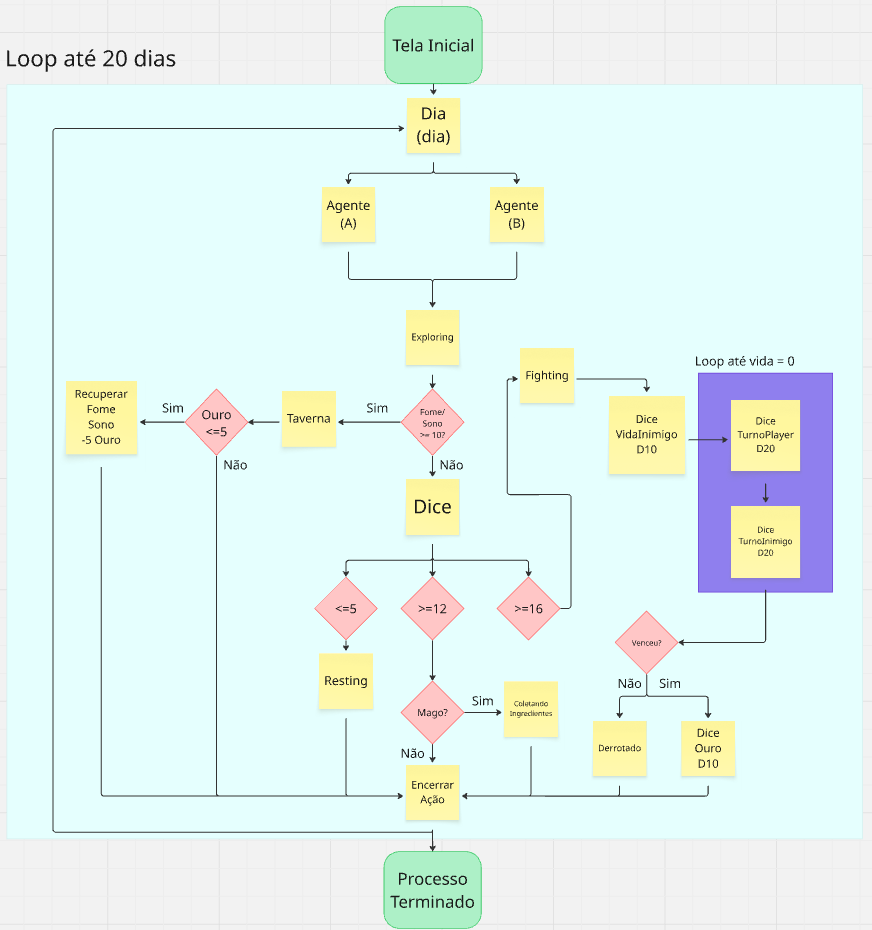 Tela Inicial
Loop até 20 dias
Dia
(dia)
Agente
(A)
Agente
(B)
Exploring
Fighting
Loop até vida = 0
Recuperar
Fome
Sono
-5 Ouro
Sim
Ouro
<=5
Não
Taverna
Sim
Fome/
Sono
>= 10?
Não
Dice
VidaInimigo
D10
Dice
TurnoPlayer
D20
Dice
Dice
TurnoInimigo
D20
<=5
>=12
>=16
Venceu?
Não
Sim
Resting
Mago?
Sim
Coletando
Ingredientes
Não
Derrotado
Dice
Ouro
D10
Encerrar
Ação
Processo
Terminado